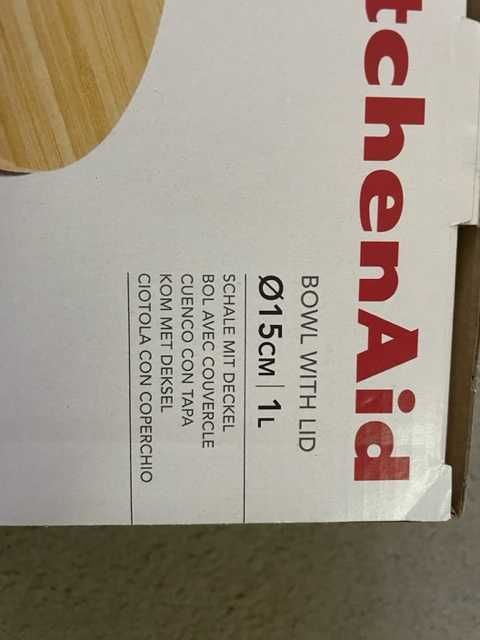 tchenAid
BOWL WITH LID
Ø15CM | 1L
SCHALE MIT DECKEL
BOL AVEC COUVERCLE
CUENCO CON TAPA
KOM MET DEKSEL
CIOTOLA CON COPERCHIO